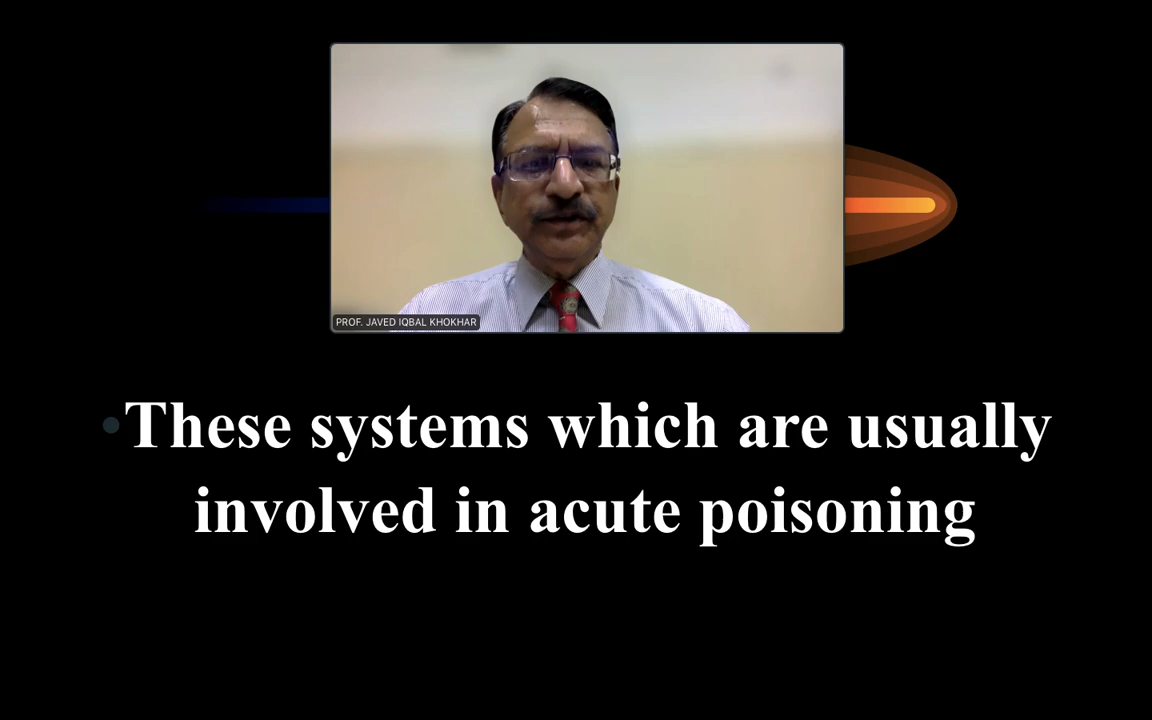 PROF. JAVED IQBAL KHOKHAR
•These systems which are usually
involved in acute poisoning